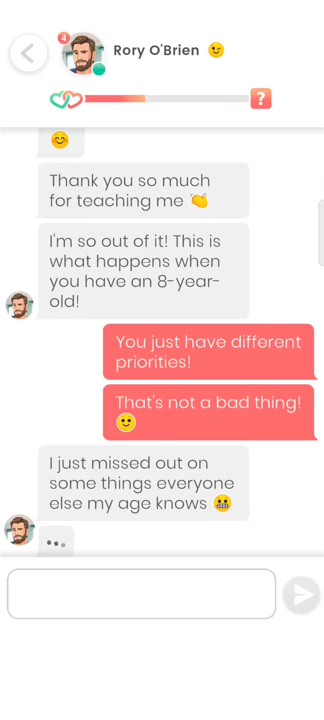 4
Rory O'Brien 😉
?
😊
Thank you so much
for teaching me 👏
I'm so out of it! This is
what happens when
you have an 8-year-
old!
You just have different
priorities!
That's not a bad thing!
🙂
I just missed out on
some things everyone
else my age knows 😬
...